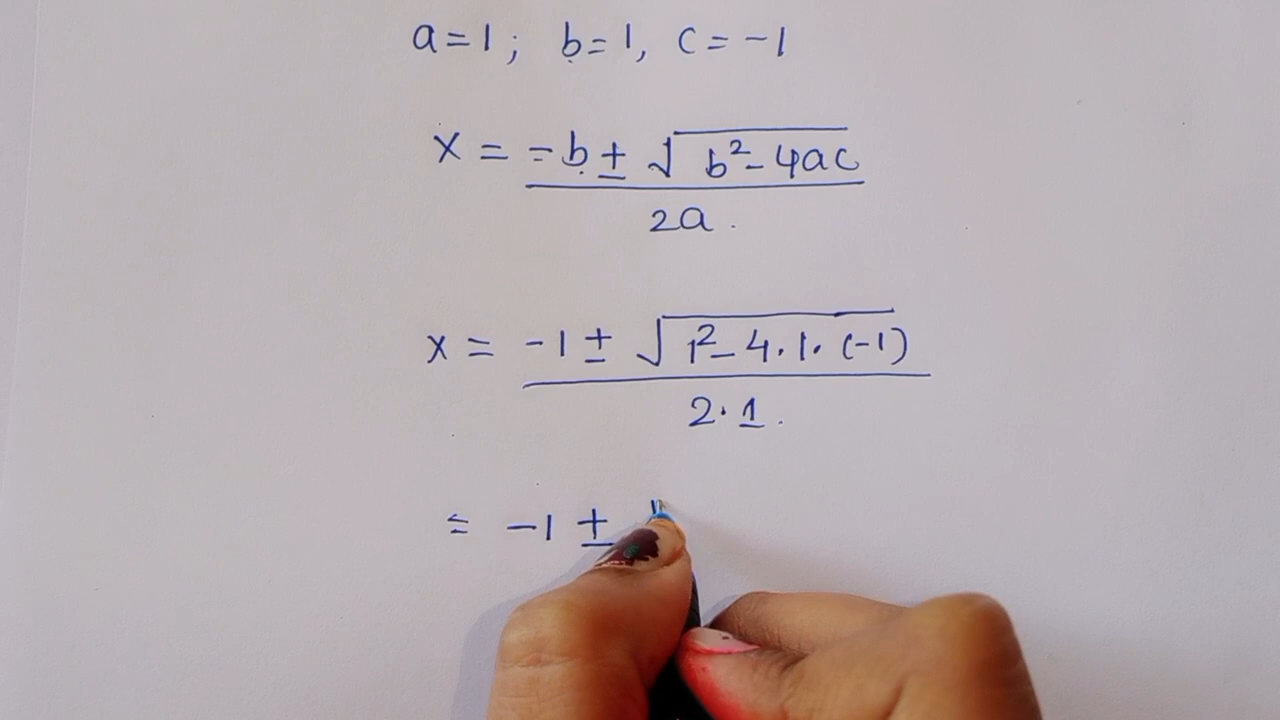 a=1; b=1, c=-1
x = -b ± √b²-4ac
2a.
x = -1 ± √1²-4.1.(-1)
2.1.
= -1 ±